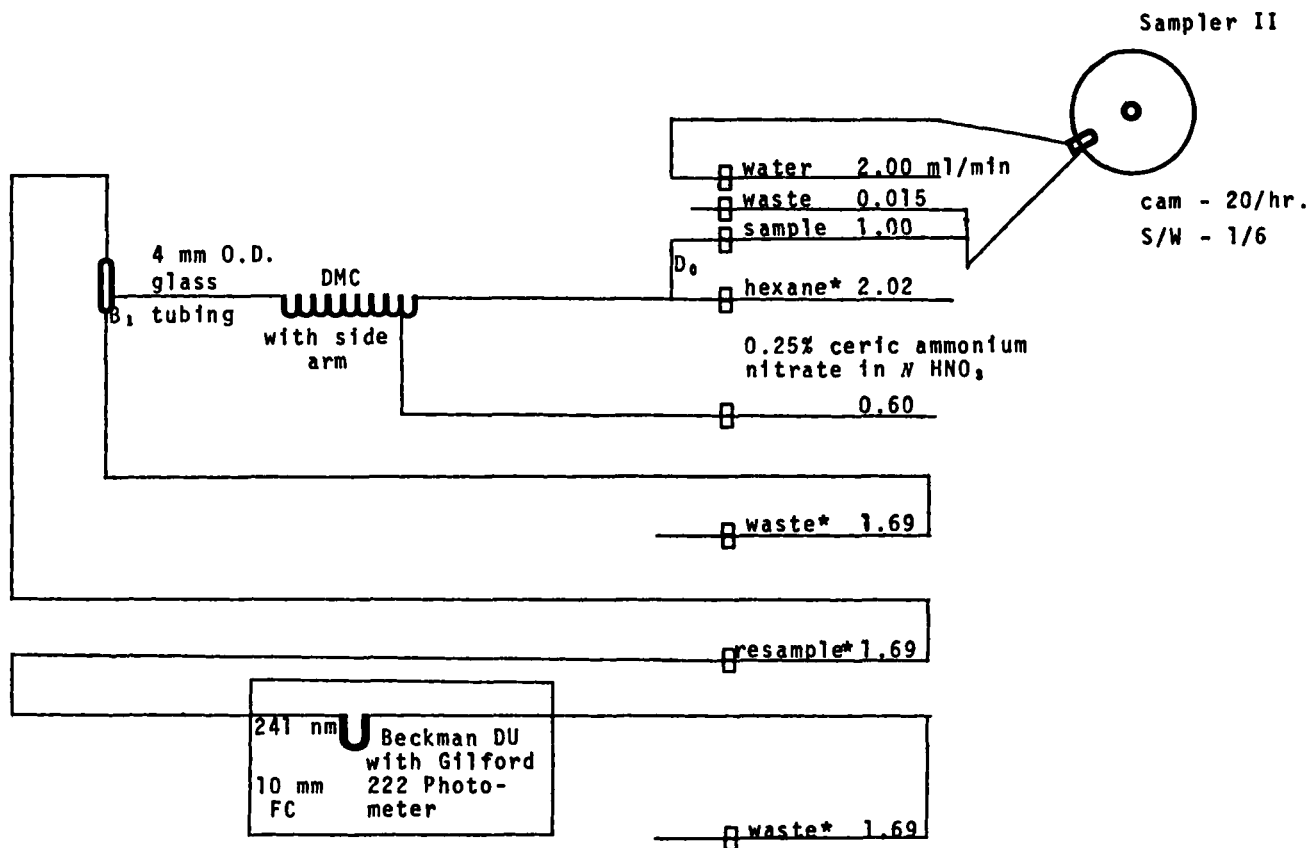 Sampler II
water 2.00 ml/min
waste 0.015
sample 1.00
cam - 20/hr.
S/W - 1/6
D₀
hexane* 2.02
4 mm O.D.
glass
B₁ tubing
DMC
with side
arm
0.25% ceric ammonium
nitrate in N HNO₃
0.60
waste* 1.69
resample* 1.69
241 nm
10 mm
FC
Beckman DU
with Gilford
222 Photo-
meter
waste* 1.69